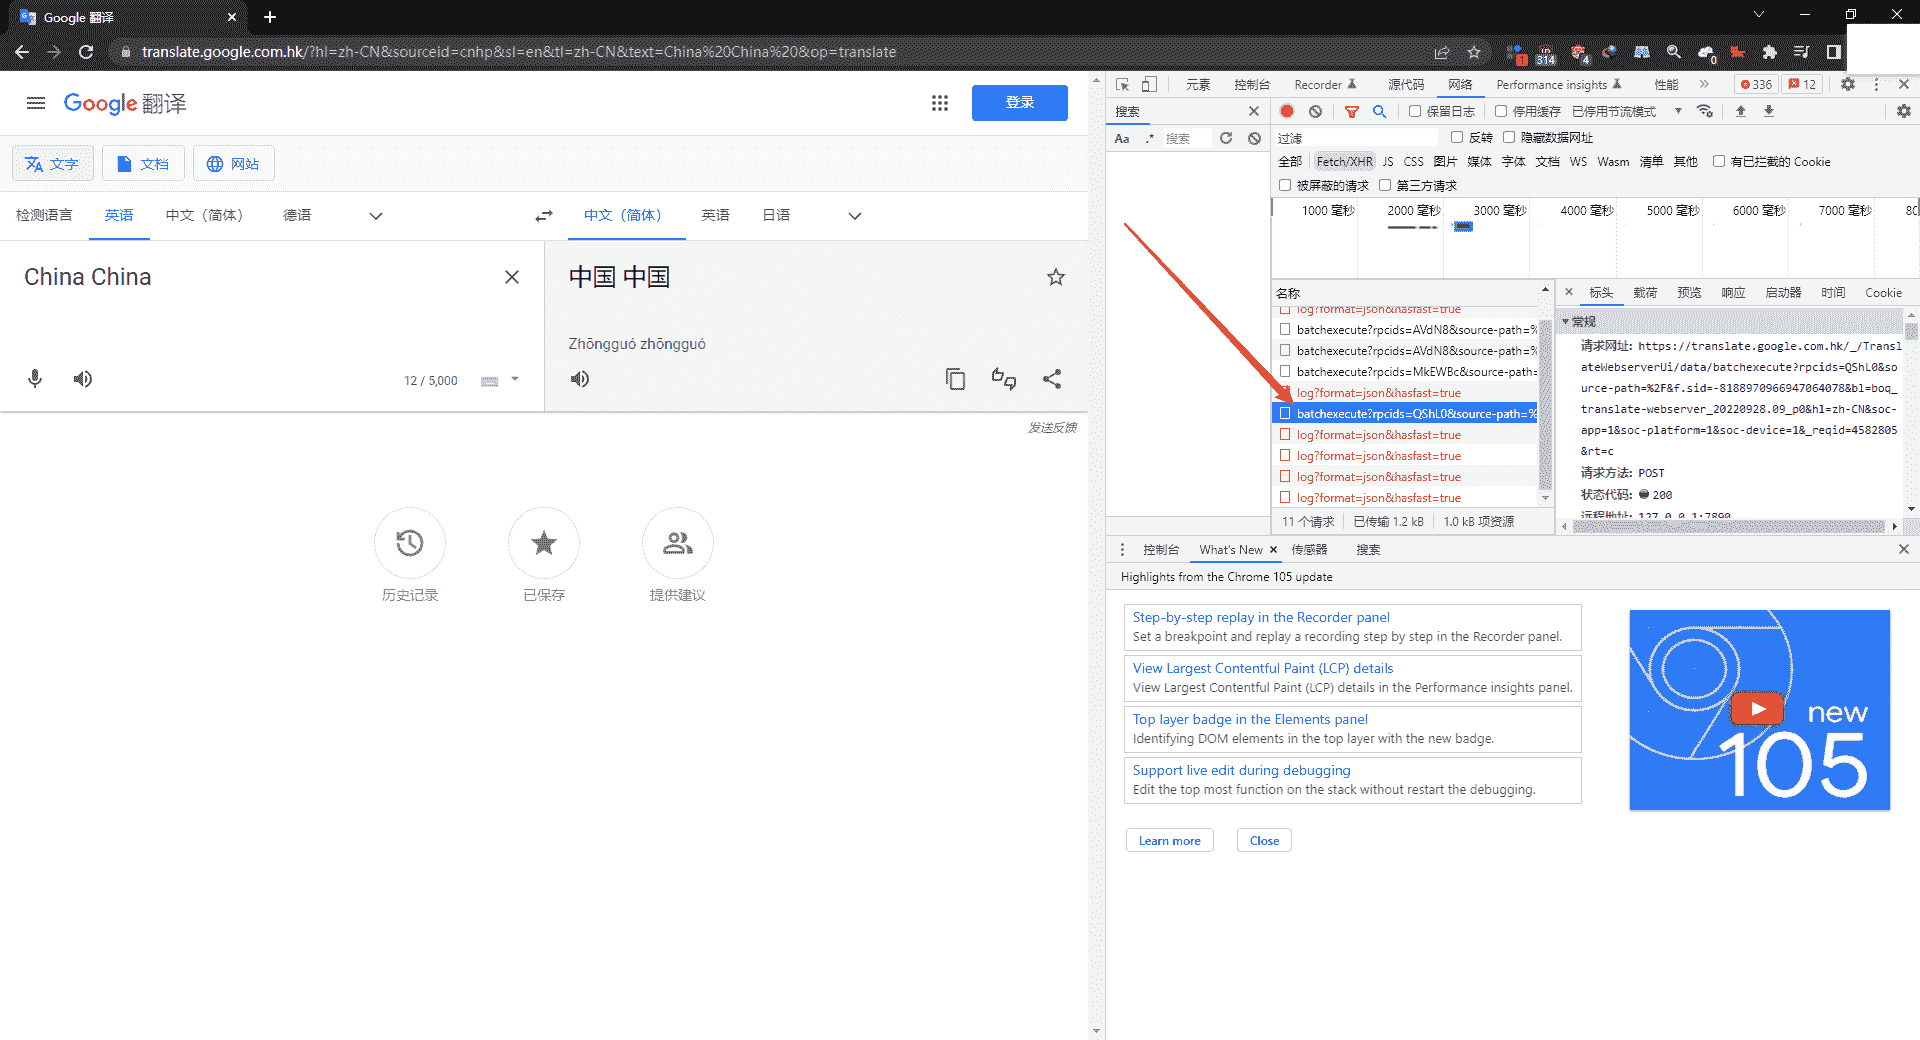 Google 翻译
translate.google.com.hk/?hl=zh-CN&sourceid=cnhp&sl=en&tl=zh-CN&text=China%20China%20&op=translate
1
314
4
0
Google 翻译
登录
文字
文档
网站
检测语言
英语
中文（简体）
德语
中文（简体）
英语
日语
China China
中国 中国
Zhōngguó zhōngguó
12 / 5,000
发送反馈
历史记录
已保存
提供建议
元素
控制台
Recorder
源代码
网络
Performance insights
性能
»
336
12
搜索
保留日志
停用缓存
已停用节流模式
Aa
.*
搜索
过滤
反转
隐藏数据网址
全部
Fetch/XHR
JS
CSS
图片
媒体
字体
文档
WS
Wasm
清单
其他
有已拦截的 Cookie
被屏蔽的请求
第三方请求
1000 毫秒
2000 毫秒
3000 毫秒
4000 毫秒
5000 毫秒
6000 毫秒
7000 毫秒
80
名称
log?format=json&hasfast=true
batchexecute?rpcids=AVdN8&source-path=%
batchexecute?rpcids=AVdN8&source-path=%
batchexecute?rpcids=MkEWBc&source-path=
log?format=json&hasfast=true
batchexecute?rpcids=QShL0&source-path=%
log?format=json&hasfast=true
log?format=json&hasfast=true
log?format=json&hasfast=true
log?format=json&hasfast=true
11 个请求
已传输 1.2 kB
1.0 kB 项资源
标头
载荷
预览
响应
启动器
时间
Cookie
常规
请求网址: https://translate.google.com.hk/_/Transl
ateWebserverUi/data/batchexecute?rpcids=QShL0&so
urce-path=%2F&f.sid=-8188970966947064078&bl=boq_
translate-webserver_20220928.09_p0&hl=zh-CN&soc-
app=1&soc-platform=1&soc-device=1&_reqid=4582805
&rt=c
请求方法: POST
状态代码: 200
远程地址: 127.0.0.1:7890
控制台
What's New
传感器
搜索
Highlights from the Chrome 105 update
Step-by-step replay in the Recorder panel
Set a breakpoint and replay a recording step by step in the Recorder panel.
View Largest Contentful Paint (LCP) details
View Largest Contentful Paint (LCP) details in the Performance insights panel.
Top layer badge in the Elements panel
Identifying DOM elements in the top layer with the new badge.
Support live edit during debugging
Edit the top most function on the stack without restart the debugging.
new
105
Learn more
Close